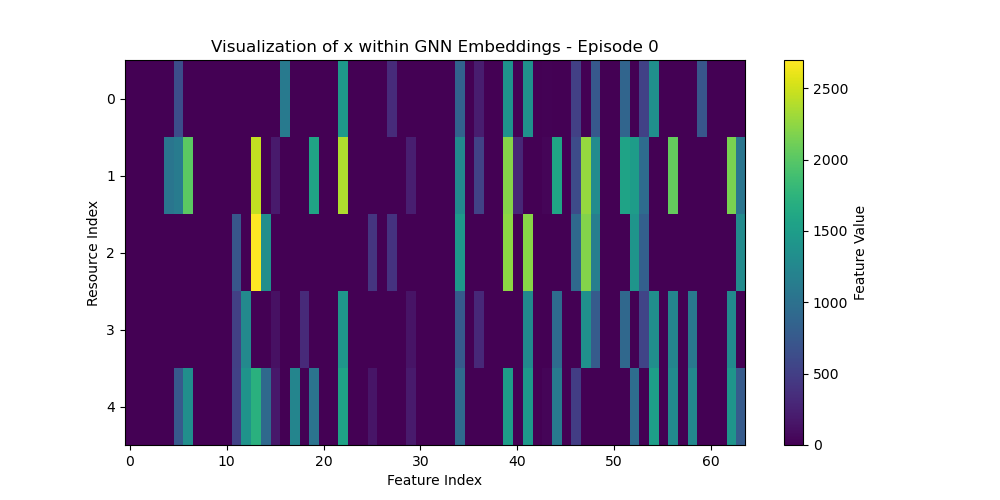 Visualization of x within GNN Embeddings - Episode 0
Resource Index
0
1
2
3
4
0 10 20 30 40 50 60
Feature Index
2500
2000
1500
1000
500
0
Feature Value